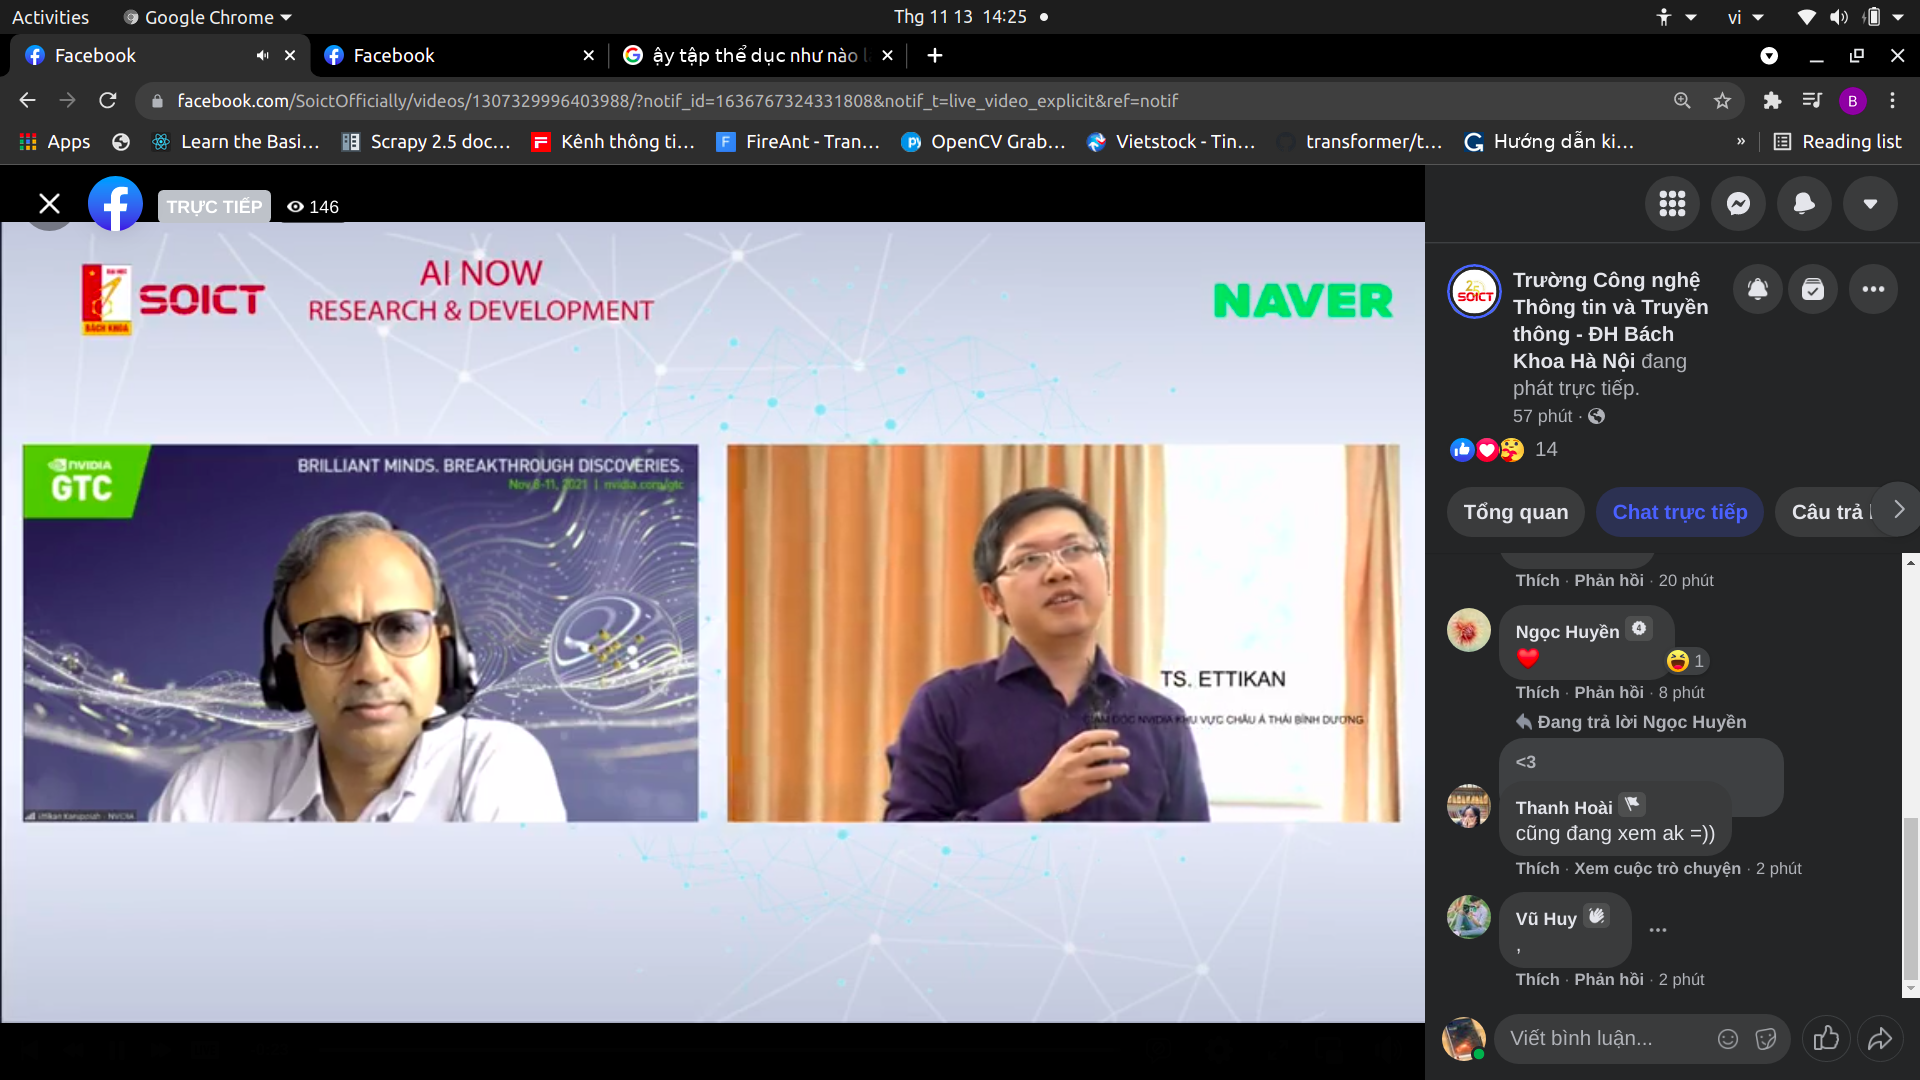 Activities
Google Chrome
Thg 11 13 14:25
vi
Facebook
Facebook
ậy tập thể dục như nào l
facebook.com/SoictOfficially/videos/1307329996403988/?notif_id=1636767324331808&notif_t=live_video_explicit&ref=notif
B
Apps
Learn the Basi...
Scrapy 2.5 doc...
Kênh thông ti...
FireAnt - Tran...
OpenCV Grab...
Vietstock - Tin...
transformer/t...
Hướng dẫn ki...
»
Reading list
TRỰC TIẾP
146
BÁCH KHOA
SOICT
AI NOW
RESEARCH & DEVELOPMENT
NAVER
NVIDIA
GTC
BRILLIANT MINDS. BREAKTHROUGH DISCOVERIES.
Nov. 8-11, 2021 | nvidia.com/gtc
Ettikan Karuppiah - NVIDIA
TS. ETTIKAN
GIÁM ĐỐC NVIDIA KHU VỰC CHÂU Á THÁI BÌNH DƯƠNG
SOICT
Trường Công nghệ
Thông tin và Truyền
thông - ĐH Bách
Khoa Hà Nội đang
phát trực tiếp.
57 phút ·
14
Tổng quan
Chat trực tiếp
Câu trả l
Thích · Phản hồi · 20 phút
Ngọc Huyền
1
Thích · Phản hồi · 8 phút
Đang trả lời Ngọc Huyền
<3
Thanh Hoài
cũng đang xem ak =))
Thích · Xem cuộc trò chuyện · 2 phút
Vũ Huy
,
Thích · Phản hồi · 2 phút
Viết bình luận...